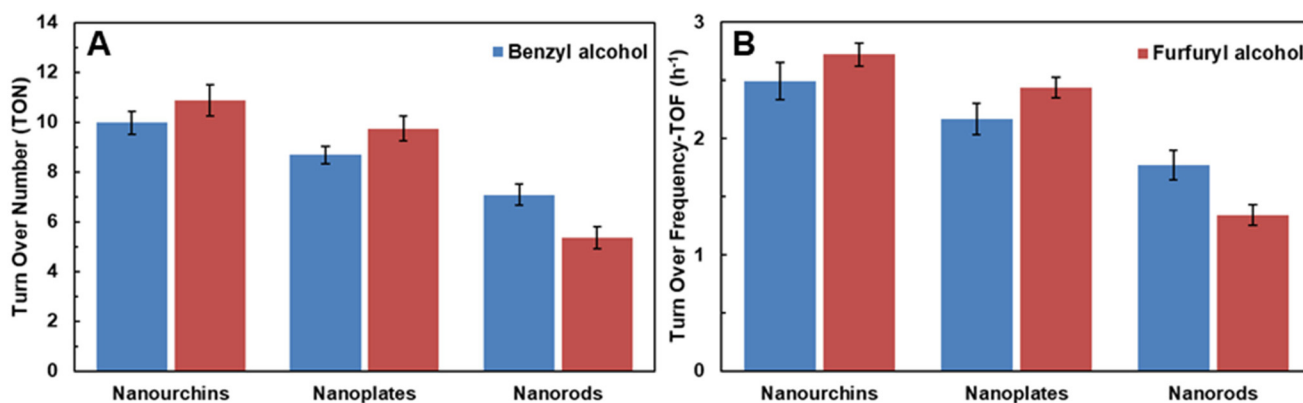 A
Benzyl alcohol
Turn Over Number (TON)
14
12
10
8
6
4
2
0
Nanourchins
Nanoplates
Nanorods
B
Furfuryl alcohol
Turn Over Frequency-TOF (h⁻¹)
3
2
1
0
Nanourchins
Nanoplates
Nanorods